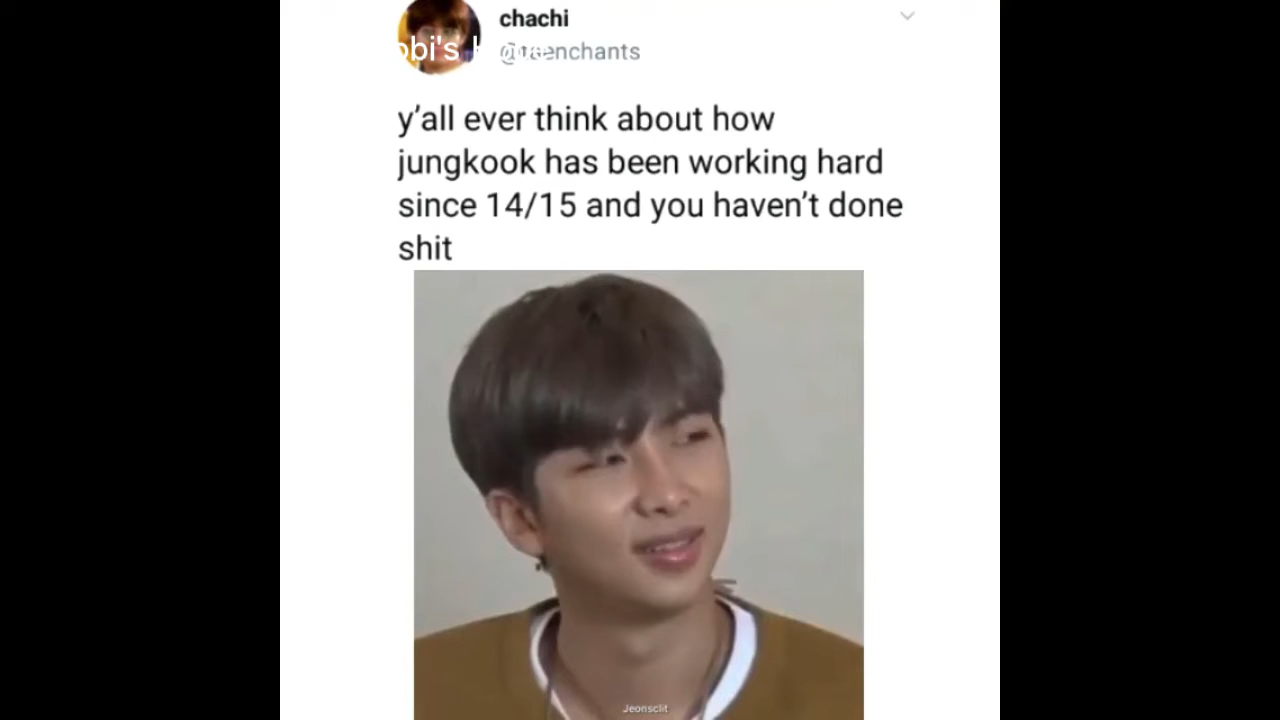 chachi
obi's
y'all ever think about how
jungkook has been working hard
since 14/15 and you haven't done
shit
Jeonsclit